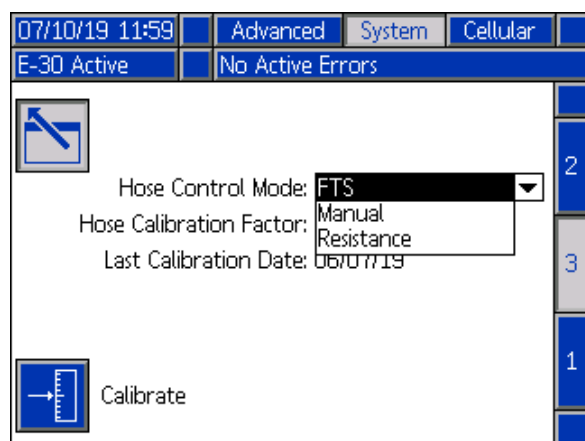 07/10/19 11:59 Advanced System Cellular
E-30 Active No Active Errors
2
Hose Control Mode: FTS
Manual
Hose Calibration Factor:
Resistance
Last Calibration Date: 06/07/19
3
1
Calibrate